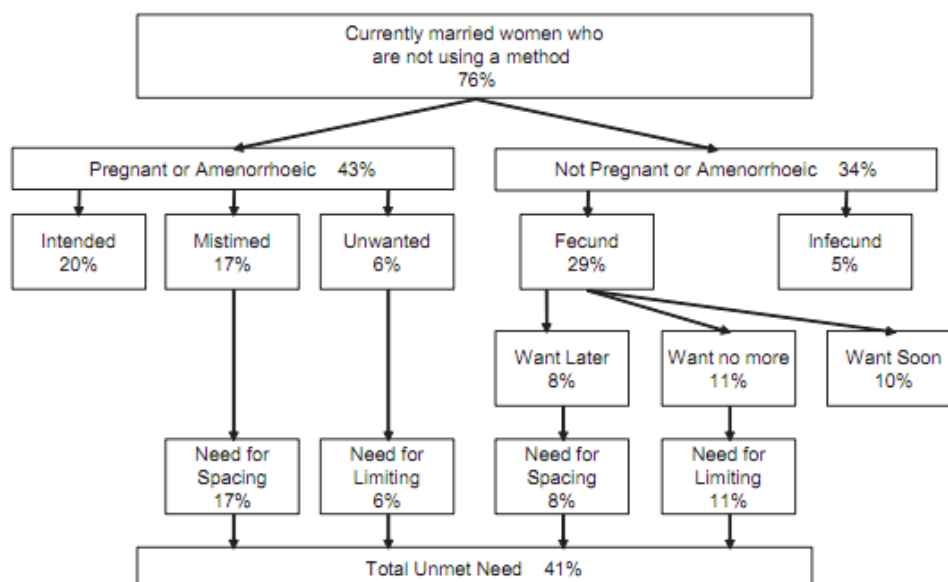 Currently married women who
are not using a method
76%
Pregnant or Amenorrhoeic 43%
Not Pregnant or Amenorrhoeic 34%
Intended
20%
Mistimed
17%
Unwanted
6%
Fecund
29%
Infecund
5%
Want Later
8%
Want no more
11%
Want Soon
10%
Need for
Spacing
17%
Need for
Limiting
6%
Need for
Spacing
8%
Need for
Limiting
11%
Total Unmet Need 41%